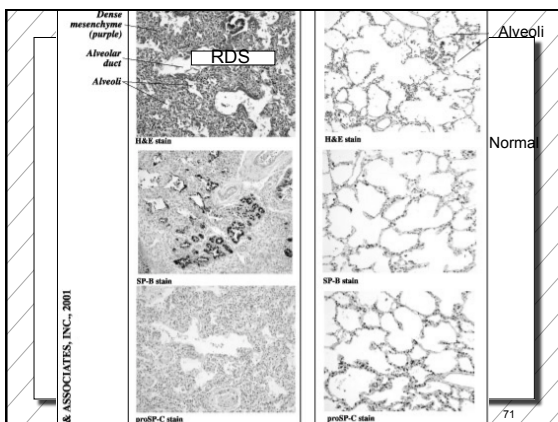 Dense
mesenchyme
(purple)
Alveolar
duct
Alveoli
RDS
H&E stain
SP-B stain
proSP-C stain
Alveoli
H&E stain
Normal
SP-B stain
proSP-C stain
& ASSOCIATES, INC., 2001
71